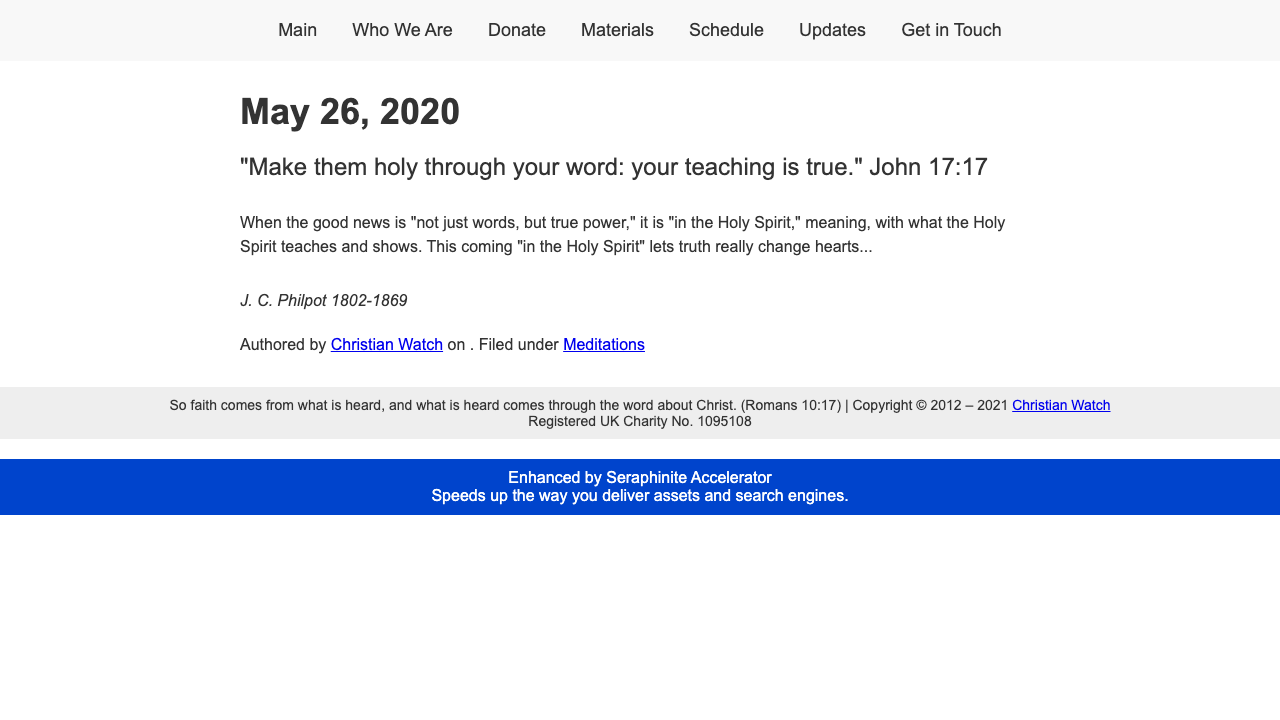 Main Who We Are Donate Materials Schedule Updates Get in Touch
May 26, 2020
"Make them holy through your word: your teaching is true." John 17:17
When the good news is "not just words, but true power," it is "in the Holy Spirit," meaning, with what the Holy
Spirit teaches and shows. This coming "in the Holy Spirit" lets truth really change hearts...
J. C. Philpot 1802-1869
Authored by Christian Watch on . Filed under Meditations
So faith comes from what is heard, and what is heard comes through the word about Christ. (Romans 10:17) | Copyright © 2012 – 2021 Christian Watch
Registered UK Charity No. 1095108
Enhanced by Seraphinite Accelerator
Speeds up the way you deliver assets and search engines.